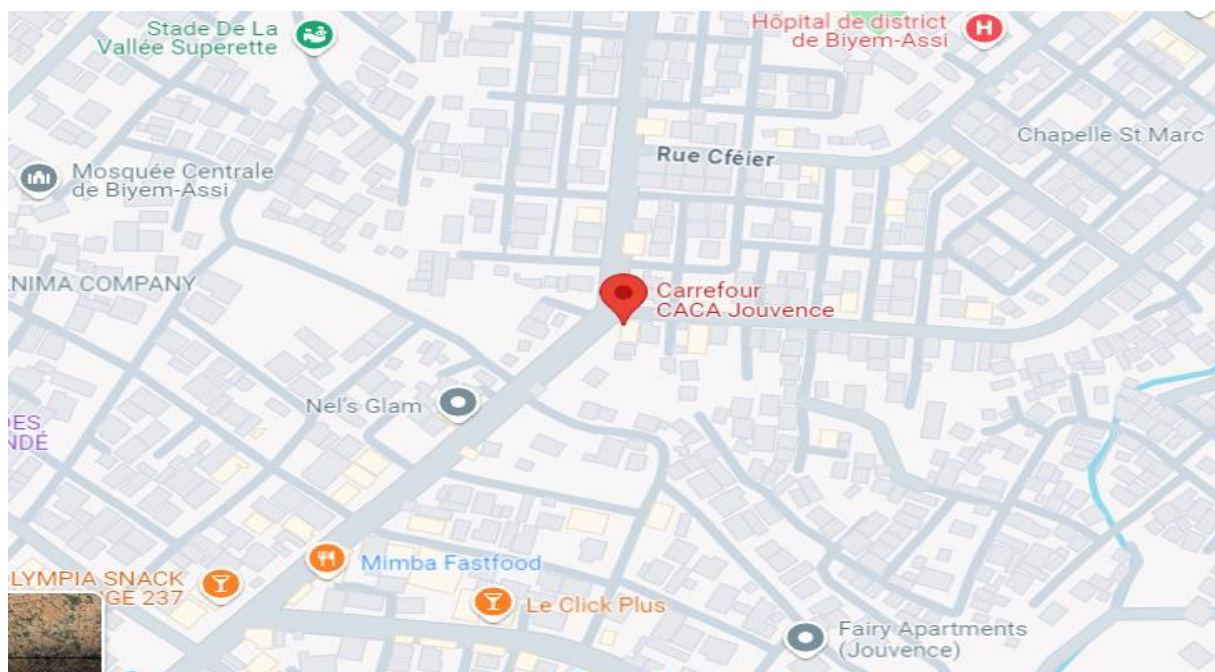 Stade De La
Vallée Superette
Hôpital de district
de Biyem-Assi
Chapelle St Marc
Rue Cféier
Mosquée Centrale
de Biyem-Assi
ENIMA COMPANY
Carrefour
CACA Jouvence
Nel's Glam
DES
NDÉ
Mimba Fastfood
LYMPIA SNACK
GE 237
Le Click Plus
Fairy Apartments
(Jouvence)